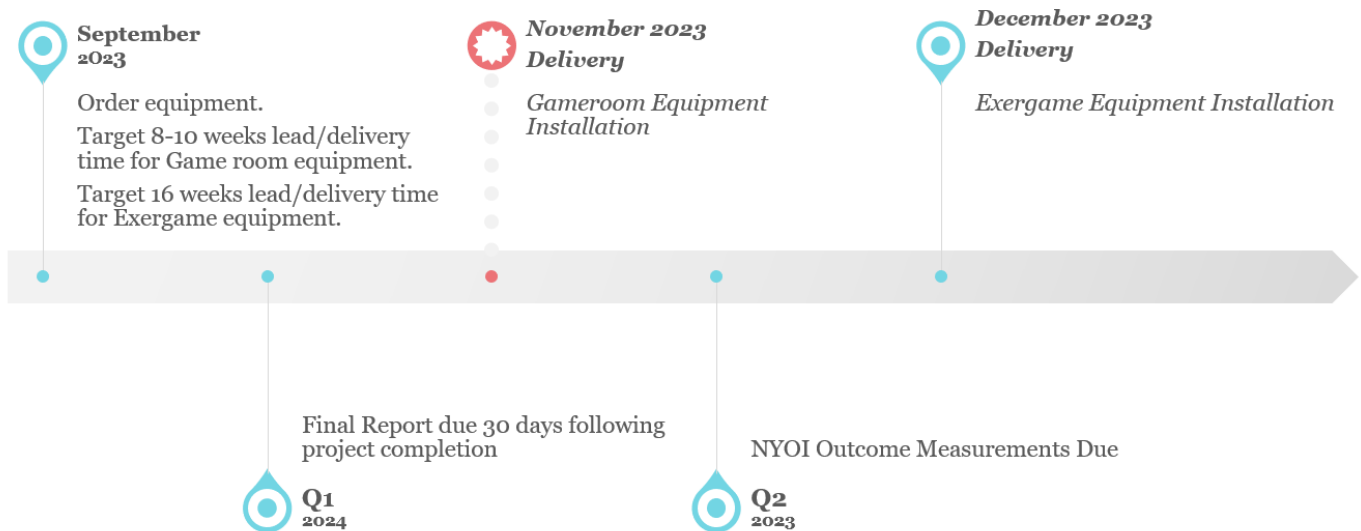 September
2023
Order equipment.
Target 8-10 weeks lead/delivery
time for Game room equipment.
Target 16 weeks lead/delivery time
for Exergame equipment.
November 2023
Delivery
Gameroom Equipment
Installation
December 2023
Delivery
Exergame Equipment Installation
Final Report due 30 days following
project completion
Q1
2024
NYOI Outcome Measurements Due
Q2
2023